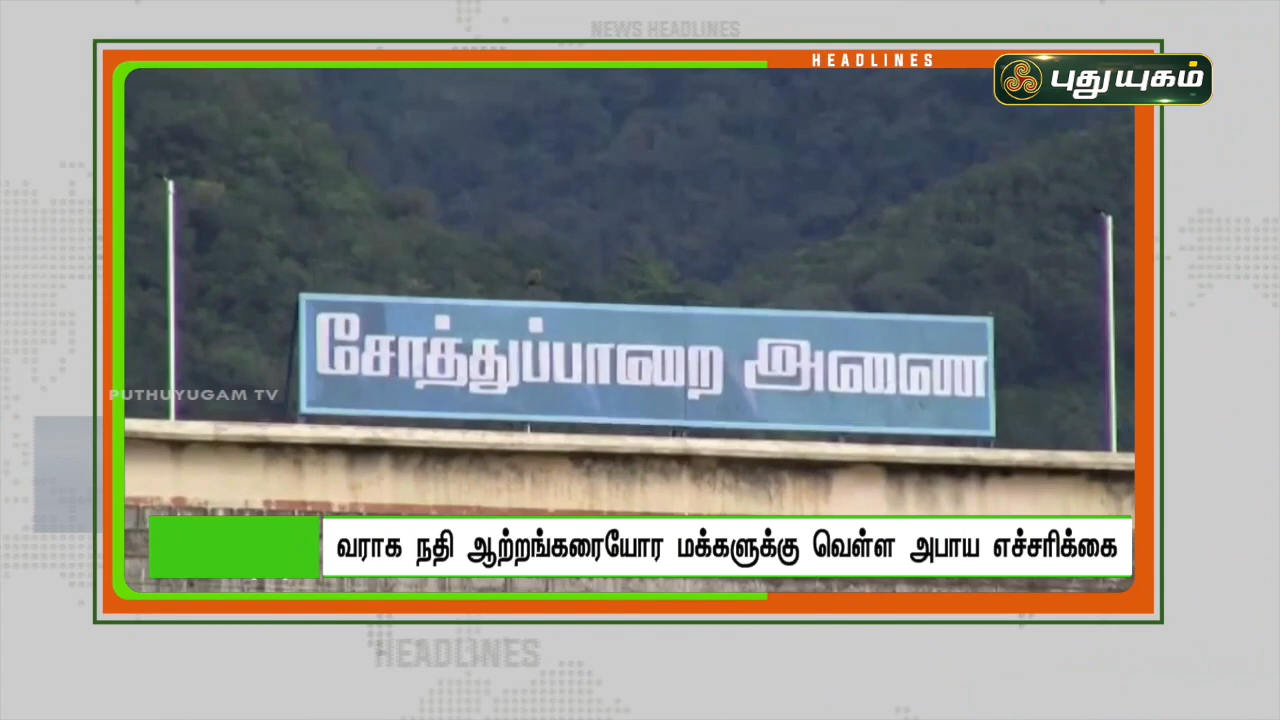 NEWS HEADLINES
HEADLINES
புதுயுகம்
சோத்துப்பாறை அணை
PUTHUYUGAM TV
வராக நதி ஆற்றங்கரையோர மக்களுக்கு வெள்ள அபாய எச்சரிக்கை
HEADLINES